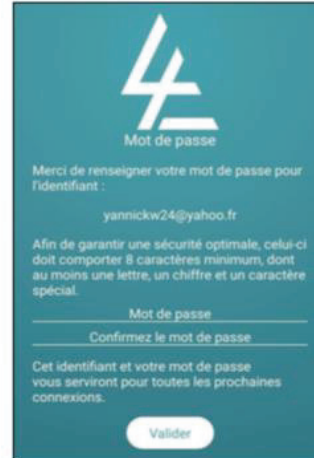 Mot de passe
Merci de renseigner votre mot de passe pour
l'identifiant :
yannickw24@yahoo.fr
Afin de garantir une sécurité optimale, celui-ci
doit comporter 8 caractères minimum, dont
au moins une lettre, un chiffre et un caractère
spécial.
Mot de passe
Confirmez le mot de passe
Cet identifiant et votre mot de passe
vous serviront pour toutes les prochaines
connexions.
Valider